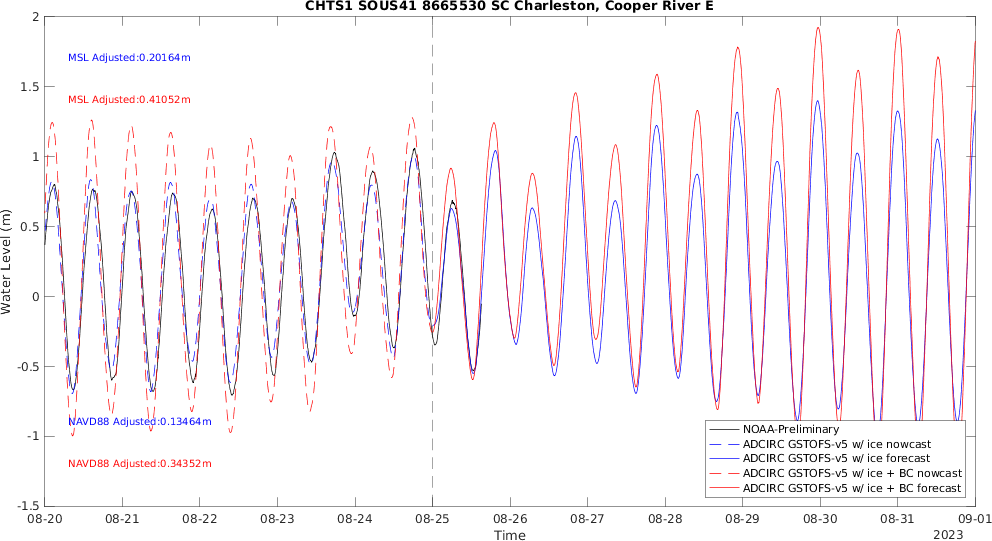 CHTS1 SOUS41 8665530 SC Charleston, Cooper River E
2
1.5
1
0.5
0
-0.5
-1
-1.5
Water Level (m)
MSL Adjusted:0.20164m
MSL Adjusted:0.41052m
NAVD88 Adjusted:0.13464m
NAVD88 Adjusted:0.34352m
NOAA-Preliminary
ADCIRC GSTOFS-v5 w/ ice nowcast
ADCIRC GSTOFS-v5 w/ ice forecast
ADCIRC GSTOFS-v5 w/ ice + BC nowcast
ADCIRC GSTOFS-v5 w/ ice + BC forecast
08-20 08-21 08-22 08-23 08-24 08-25 08-26 08-27 08-28 08-29 08-30 08-31 09-01
Time
2023